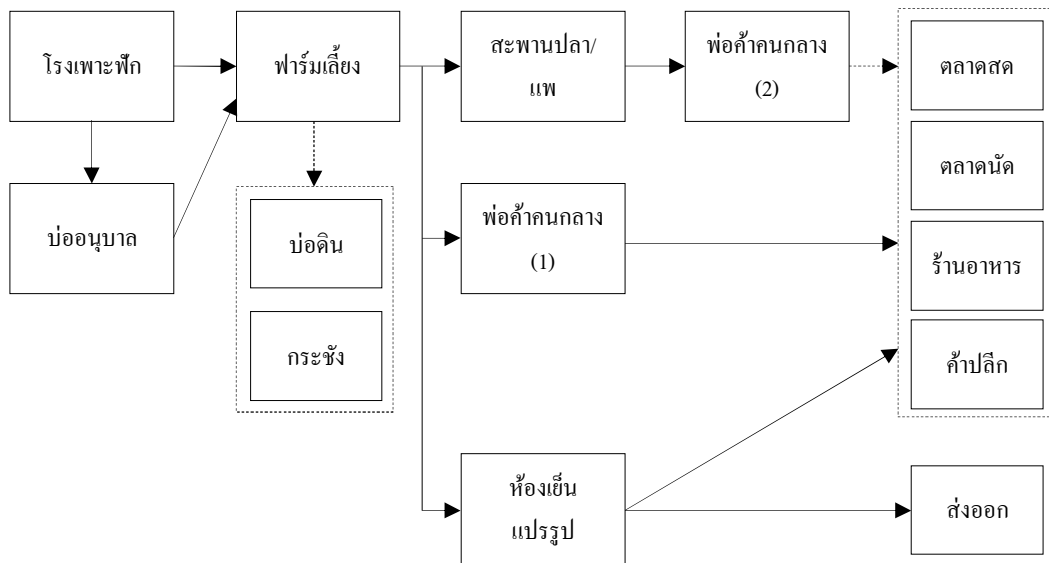 โรงเพาะฟัก
ฟาร์มเลี้ยง
สะพานปลา/
แพ
พ่อค้าคนกลาง
(2)
ตลาดสด
ตลาดนัด
บ่ออนุบาล
บ่อดิน
พ่อค้าคนกลาง
(1)
ร้านอาหาร
กระชัง
ค้าปลีก
ห้องเย็น
แปรรูป
ส่งออก